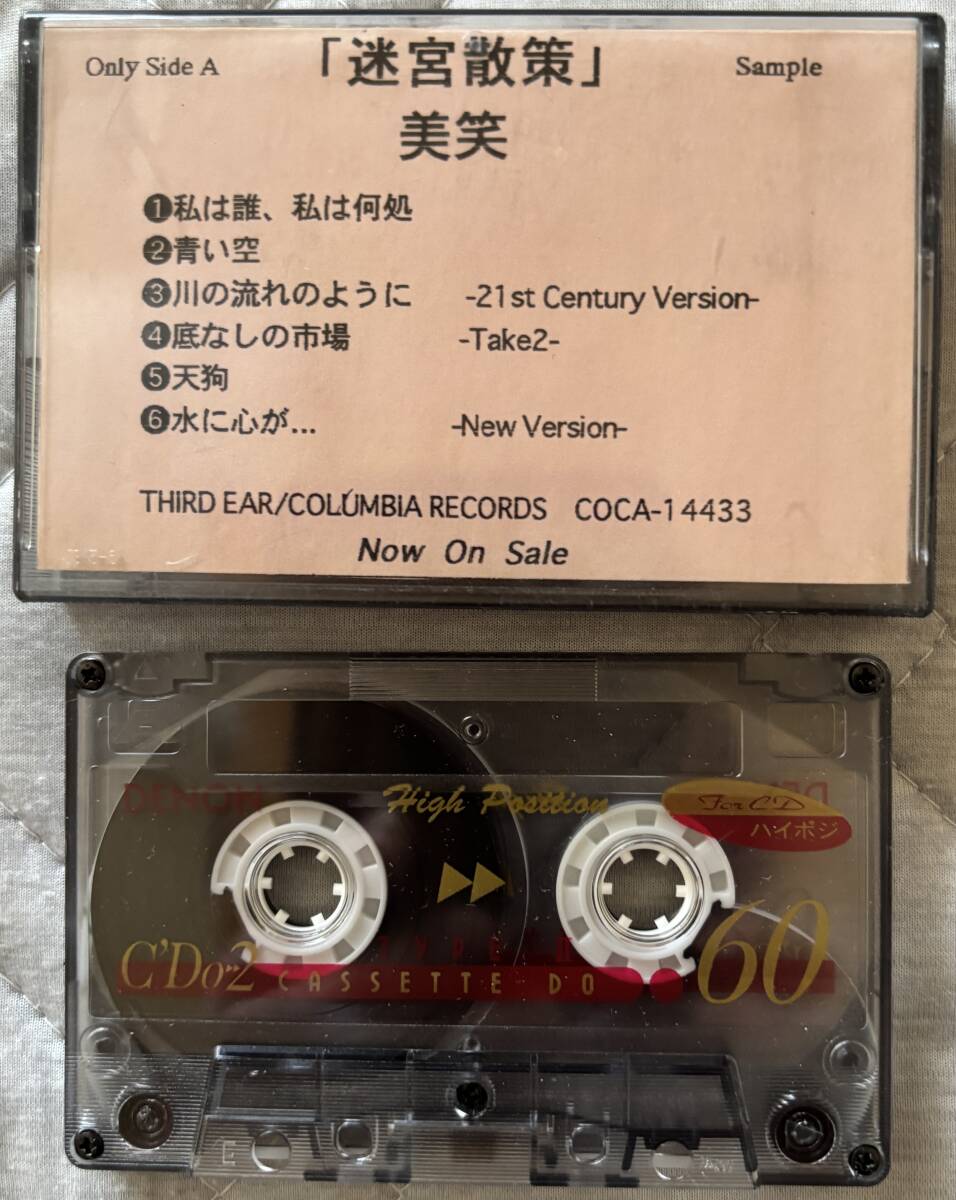 Only Side A 「迷宮散策」 Sample
美笑
❶私は誰、私は何処
❷青い空
❸川の流れのように -21st Century Version-
❹底なしの市場 -Take2-
❺天狗
❻水に心が... -New Version-
THIRD EAR/COLUMBIA RECORDS COCA-14433
Now On Sale
DENON High Position For CD
ハイポジ
C'Do・2 CASSETTE DO 60